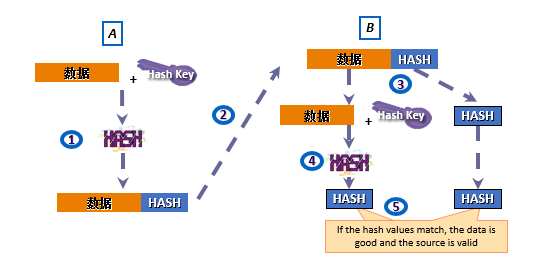 A
数据
+
Hash Key
1
HASH
数据
HASH
2
B
数据
HASH
3
数据
+
Hash Key
HASH
4
HASH
HASH
5
HASH
If the hash values match, the data is
good and the source is valid